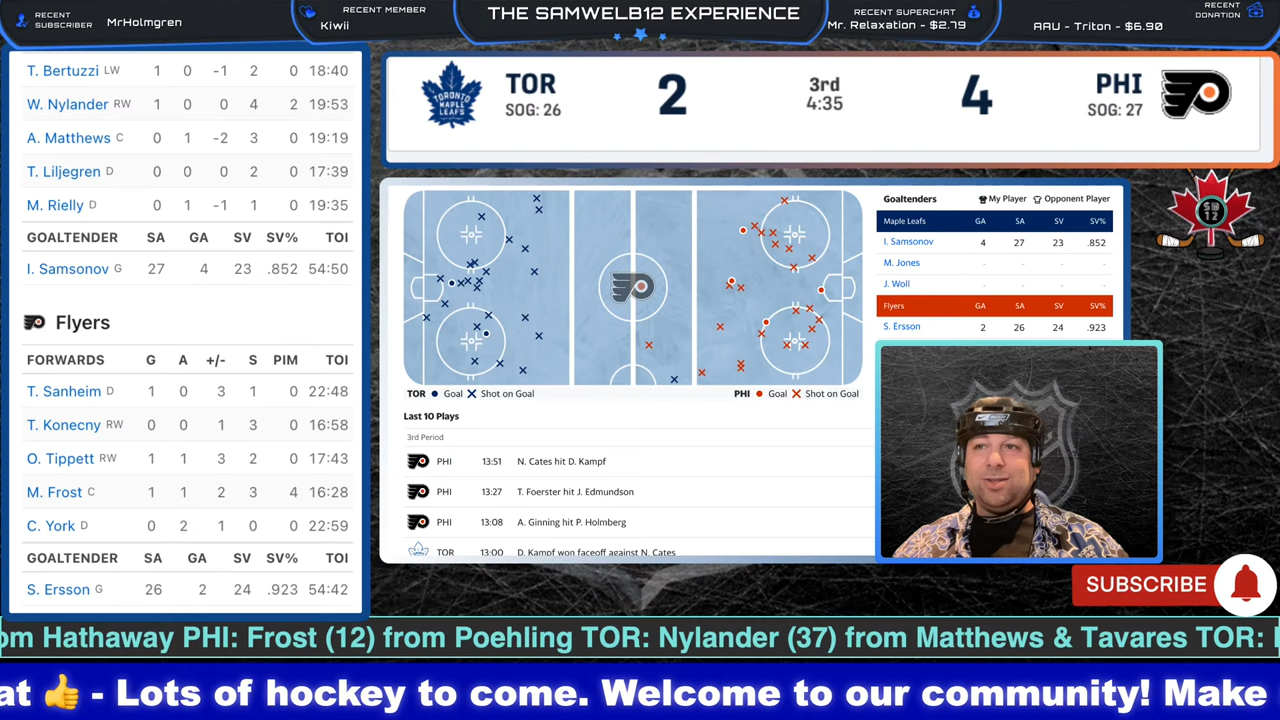 RECENT
SUBSCRIBER
MrHolmgren
RECENT MEMBER
Kiwii
THE SAMWELB12 EXPERIENCE
RECENT SUPERCHAT
Mr. Relaxation - $2.79
RECENT
DONATION
AAU - Triton - $6.90
T. Bertuzzi LW 1 0 -1 2 0 18:40
W. Nylander RW 1 0 0 4 2 19:53
A. Matthews C 0 1 -2 3 0 19:19
T. Liljegren D 0 0 0 2 0 17:39
M. Rielly D 0 1 -1 1 0 19:35
GOALTENDER SA GA SV SV% TOI
I. Samsonov G 27 4 23 .852 54:50
Flyers
FORWARDS G A +/- S PIM TOI
T. Sanheim D 1 0 3 1 0 22:48
T. Konecny RW 0 0 1 3 0 16:58
O. Tippett RW 1 1 3 2 0 17:43
M. Frost C 1 1 2 3 4 16:28
C. York D 0 2 1 0 0 22:59
GOALTENDER SA GA SV SV% TOI
S. Ersson G 26 2 24 .923 54:42
TORONTO
MAPLE
LEAFS
TOR
SOG: 26
2
3rd
4:35
4
PHI
SOG: 27
SB
12
Goaltenders My Player Opponent Player
Maple Leafs GA SA SV SV%
I. Samsonov 4 27 23 .852
M. Jones - - - -
J. Woll - - - -
Flyers GA SA SV SV%
S. Ersson 2 26 24 .923
TOR Goal Shot on Goal
PHI Goal Shot on Goal
Last 10 Plays
3rd Period
PHI 13:51 N. Cates hit D. Kampf
PHI 13:27 T. Foerster hit J. Edmundson
PHI 13:08 A. Ginning hit P. Holmberg
TOR 13:00 D. Kampf won faceoff against N. Cates
SUBSCRIBE
om Hathaway PHI: Frost (12) from Poehling TOR: Nylander (37) from Matthews & Tavares TOR:
at 👍 - Lots of hockey to come. Welcome to our community! Make